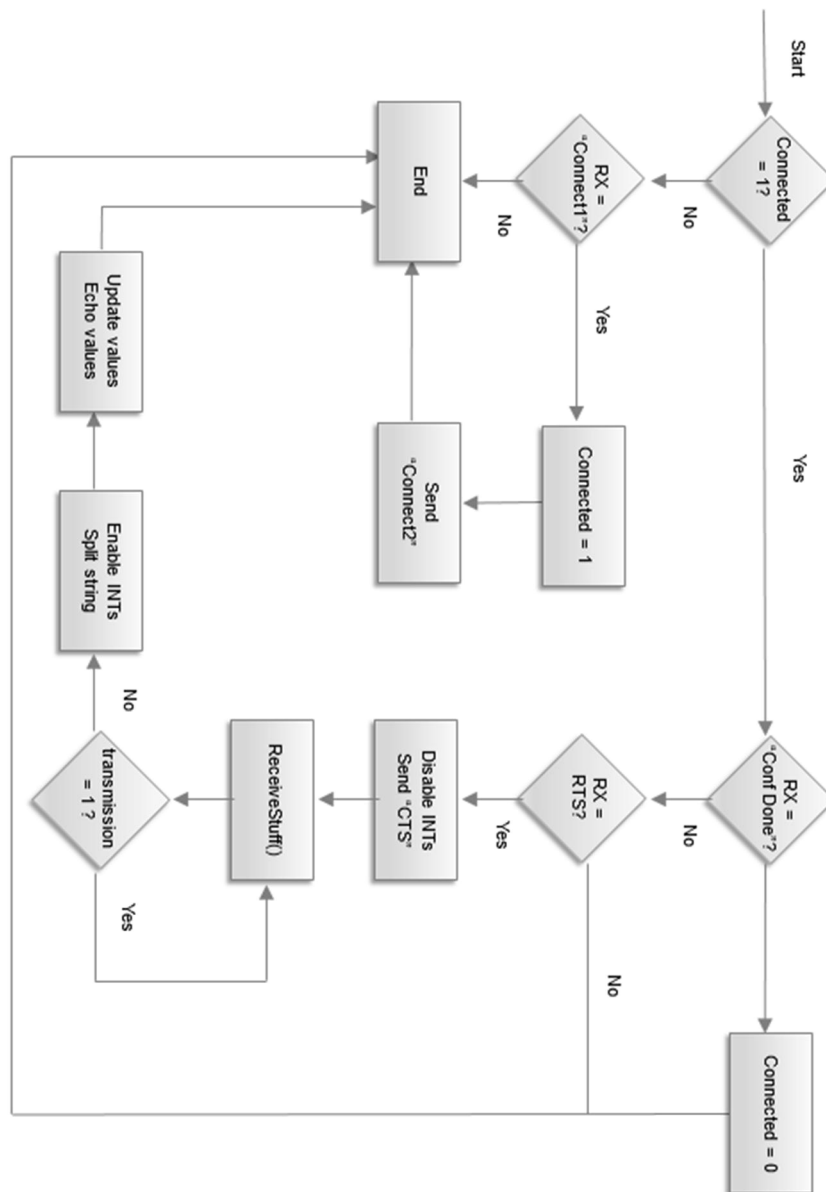 Start
Connected
= 1?
Yes
RX =
"Conf Done"?
Connected = 0
No
RX =
"Connect1"?
Yes
Connected = 1
No
RX =
RTS?
No
No
End
Send
"Connect2"
Yes
Disable INTs
Send "CTS"
ReceiveStuff()
Update values
Echo values
Enable INTs
Split string
No
transmission
= 1 ?
Yes